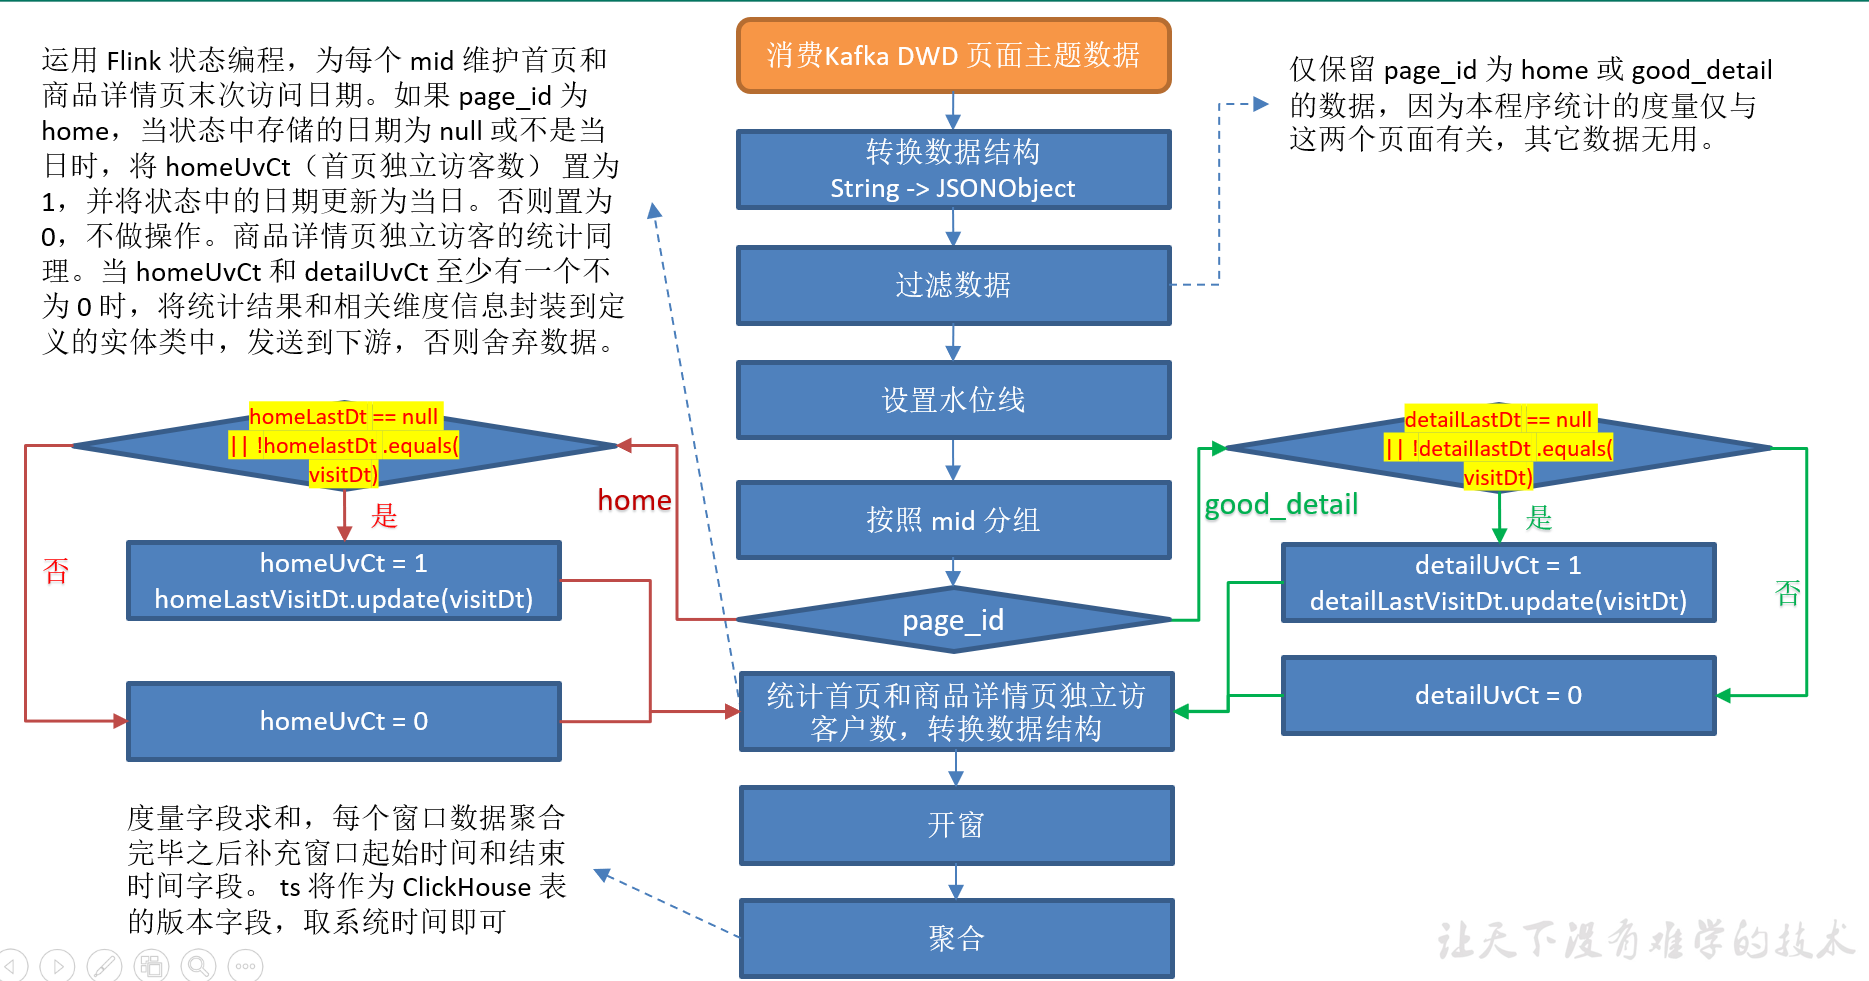 消费Kafka DWD 页面主题数据
运用 Flink 状态编程，为每个 mid 维护首页和
商品详情页末次访问日期。如果 page_id 为
home，当状态中存储的日期为 null 或不是当
日时，将 homeUvCt（首页独立访客数） 置为
1，并将状态中的日期更新为当日。否则置为
0，不做操作。商品详情页独立访客的统计同
理。当 homeUvCt 和 detailUvCt 至少有一个不
为 0 时，将统计结果和相关维度信息封装到定
义的实体类中，发送到下游，否则舍弃数据。
仅保留 page_id 为 home 或 good_detail
的数据，因为本程序统计的度量仅与
这两个页面有关，其它数据无用。
转换数据结构
String -> JSONObject
过滤数据
设置水位线
按照 mid 分组
page_id
homeLastDt == null
|| !homelastDt .equals(
visitDt)
home
是
否
homeUvCt = 1
homeLastVisitDt.update(visitDt)
homeUvCt = 0
detailLastDt == null
|| !detaillastDt .equals(
visitDt)
good_detail
是
否
detailUvCt = 1
detailLastVisitDt.update(visitDt)
detailUvCt = 0
统计首页和商品详情页独立访
客户数，转换数据结构
开窗
聚合
度量字段求和，每个窗口数据聚合
完毕之后补充窗口起始时间和结束
时间字段。 ts 将作为 ClickHouse 表
的版本字段，取系统时间即可
让天下没有难学的技术